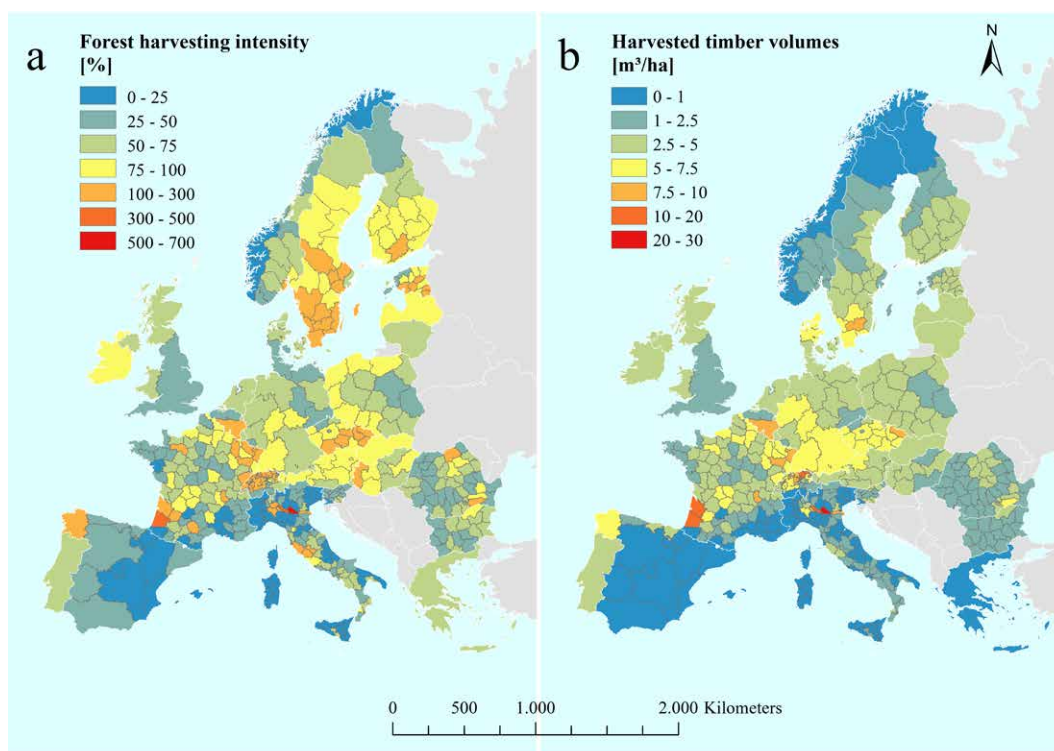 a
Forest harvesting intensity
[%]
0 - 25
25 - 50
50 - 75
75 - 100
100 - 300
300 - 500
500 - 700
b
Harvested timber volumes
[m³/ha]
0 - 1
1 - 2.5
2.5 - 5
5 - 7.5
7.5 - 10
10 - 20
20 - 30
N
0 500 1.000 2.000 Kilometers